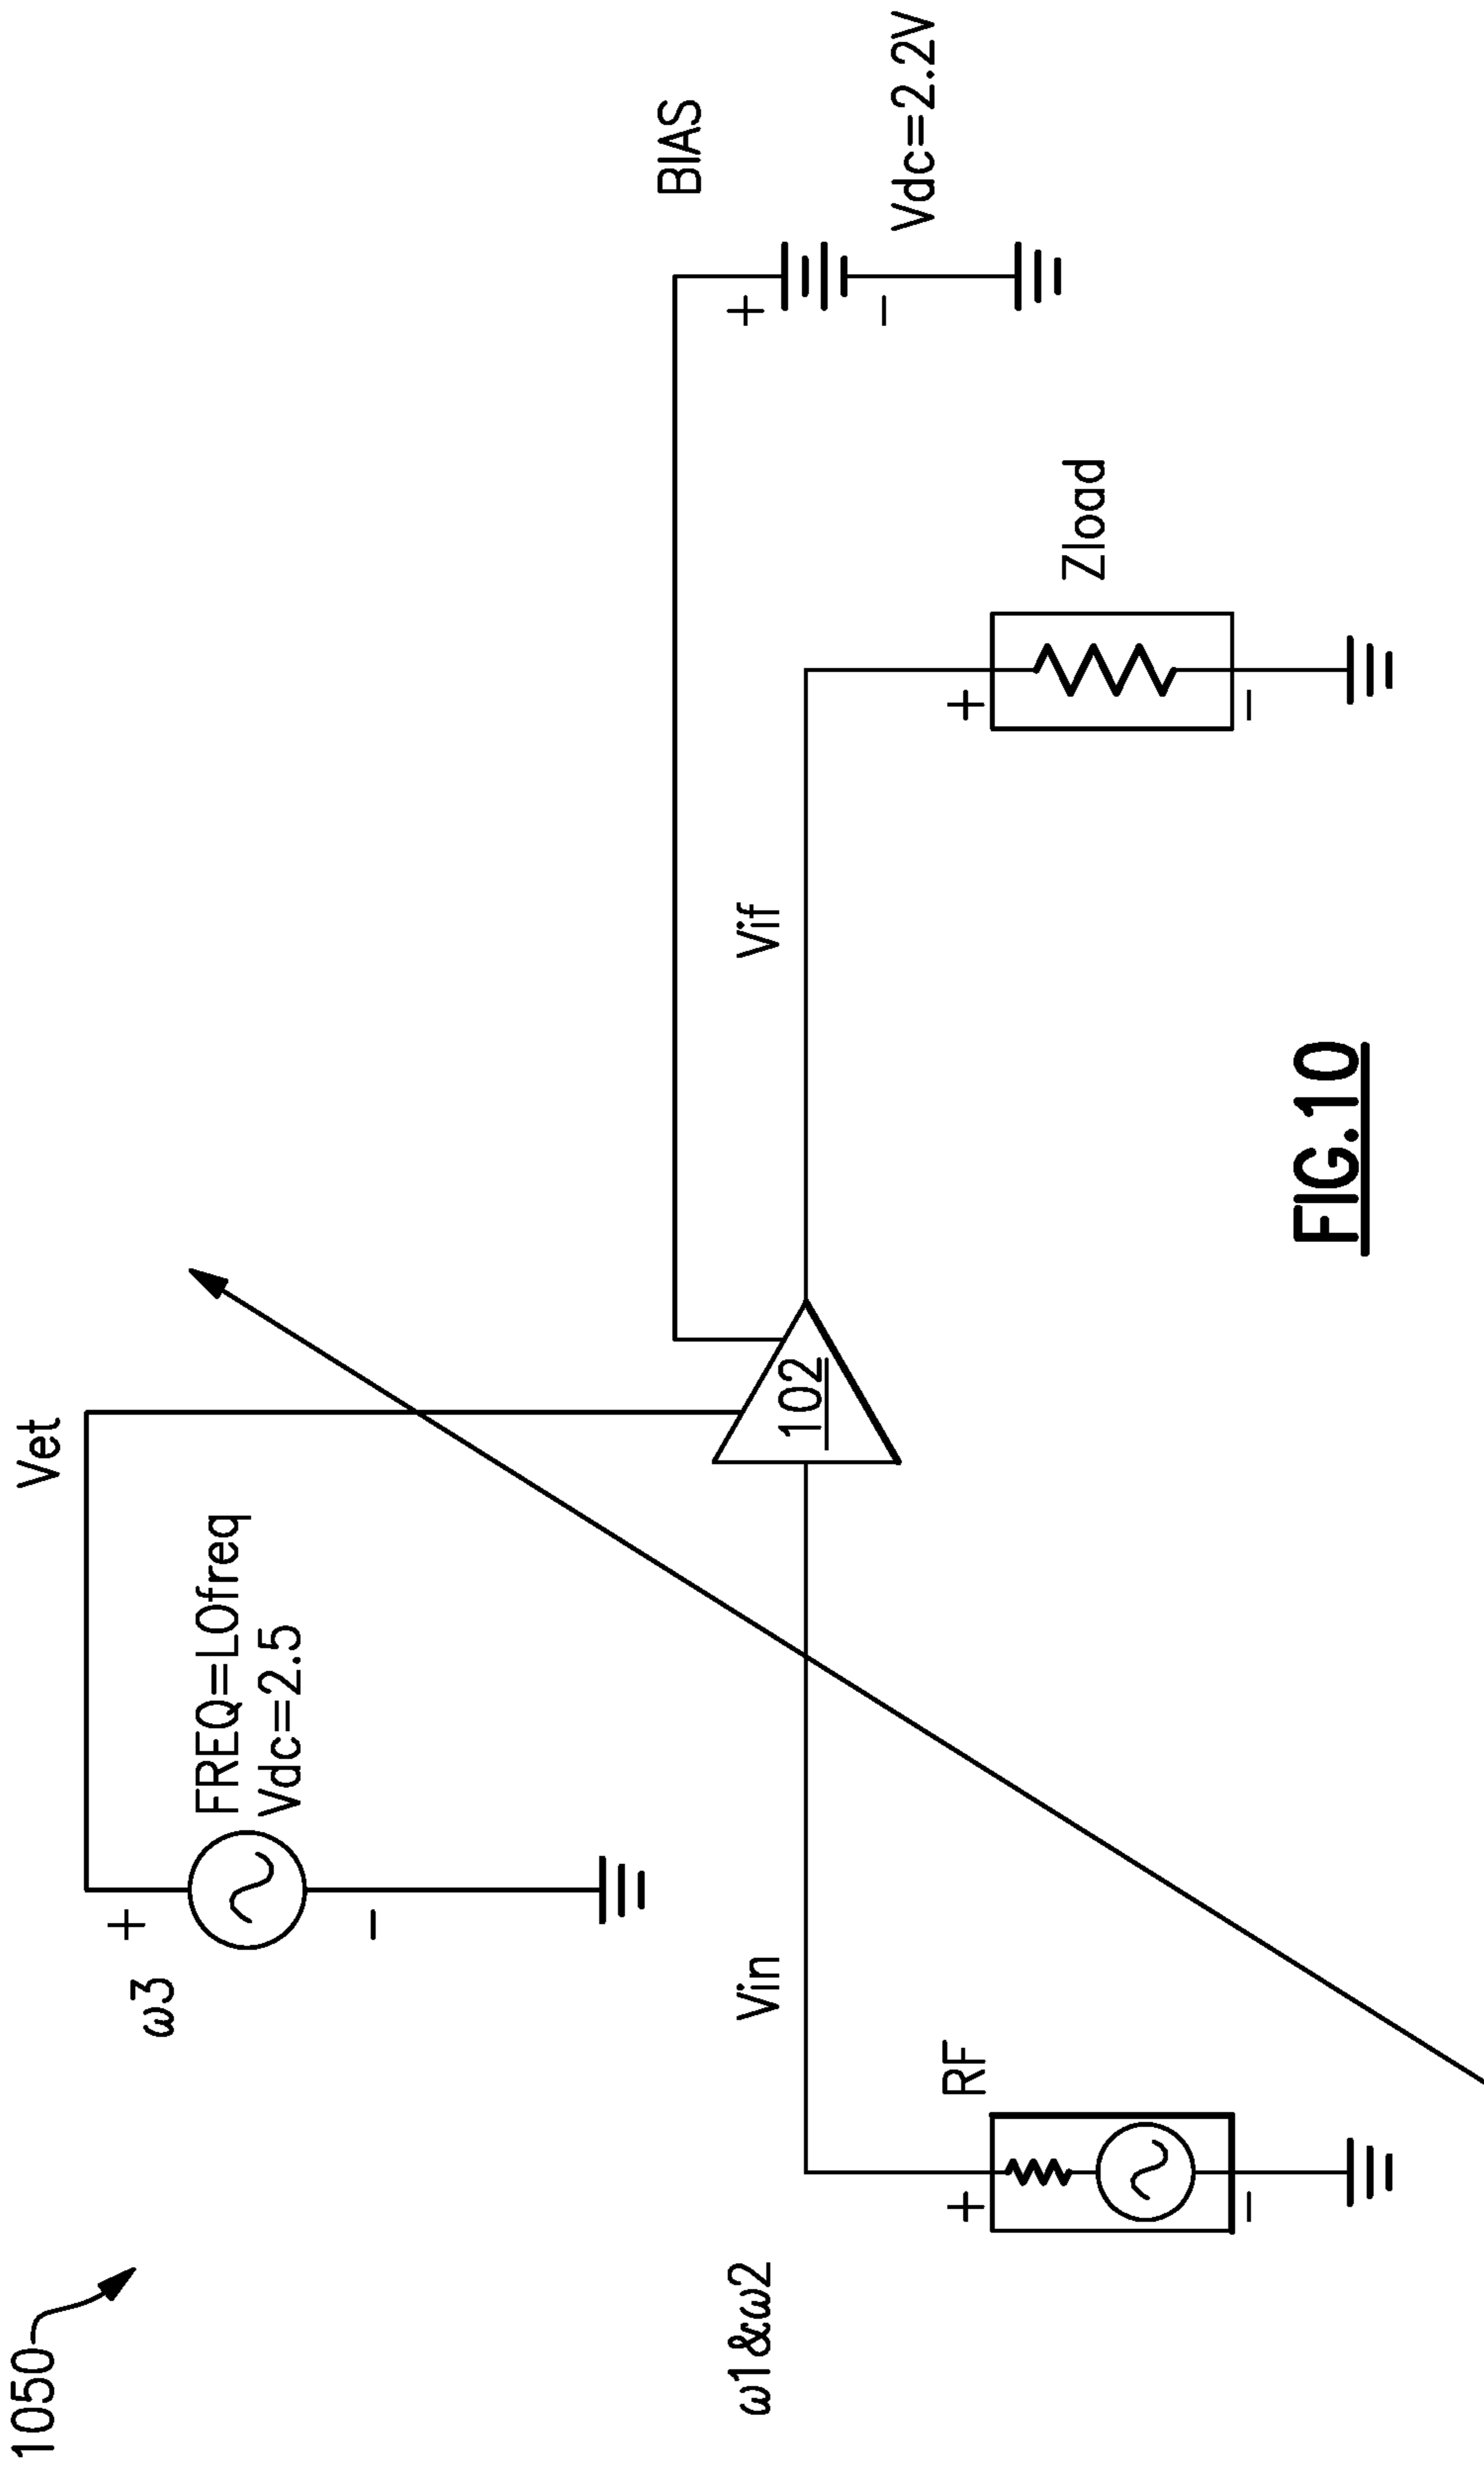 1050
ω3
FREQ=LOfreq
Vdc=2.5
Vet
+
−
ω1&ω2
RF
+
−
Vin
102
Vif
BIAS
+
−
Vdc=2.2V
Zload
+
−
FIG.10